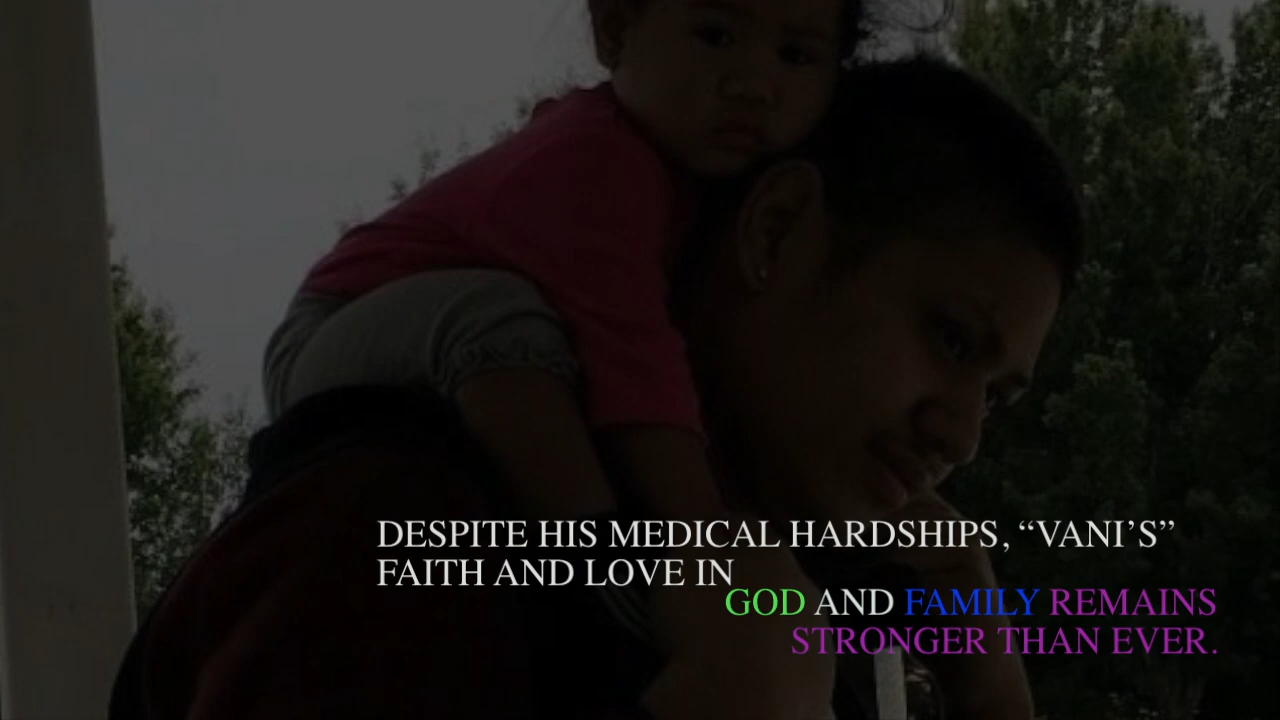 DESPITE HIS MEDICAL HARDSHIPS, “VANI’S”
FAITH AND LOVE IN
GOD AND FAMILY REMAINS
STRONGER THAN EVER.